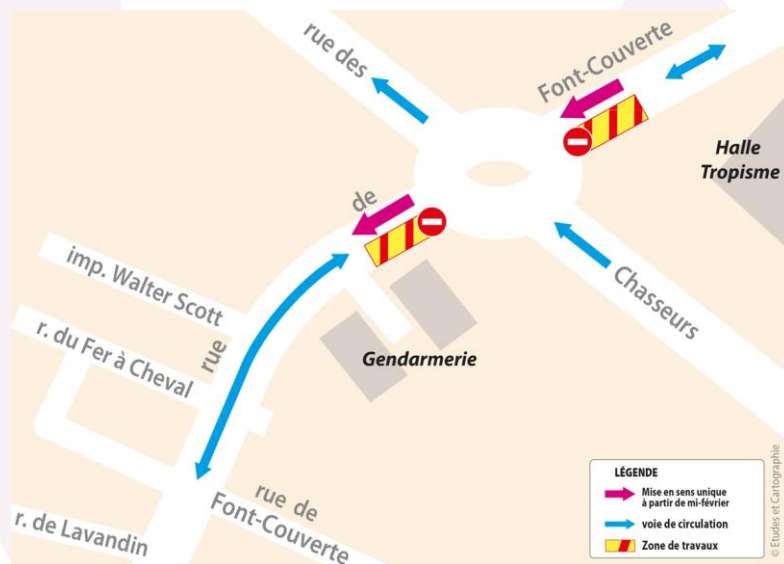 rue des
Font-Couverte
Halle
Tropisme
de
imp. Walter Scott
r. du Fer à Cheval
rue
Chasseurs
Gendarmerie
rue de
Font-Couverte
r. de Lavandin
LÉGENDE
Mise en sens unique
à partir de mi-février
voie de circulation
Zone de travaux
© Etudes et Cartographie